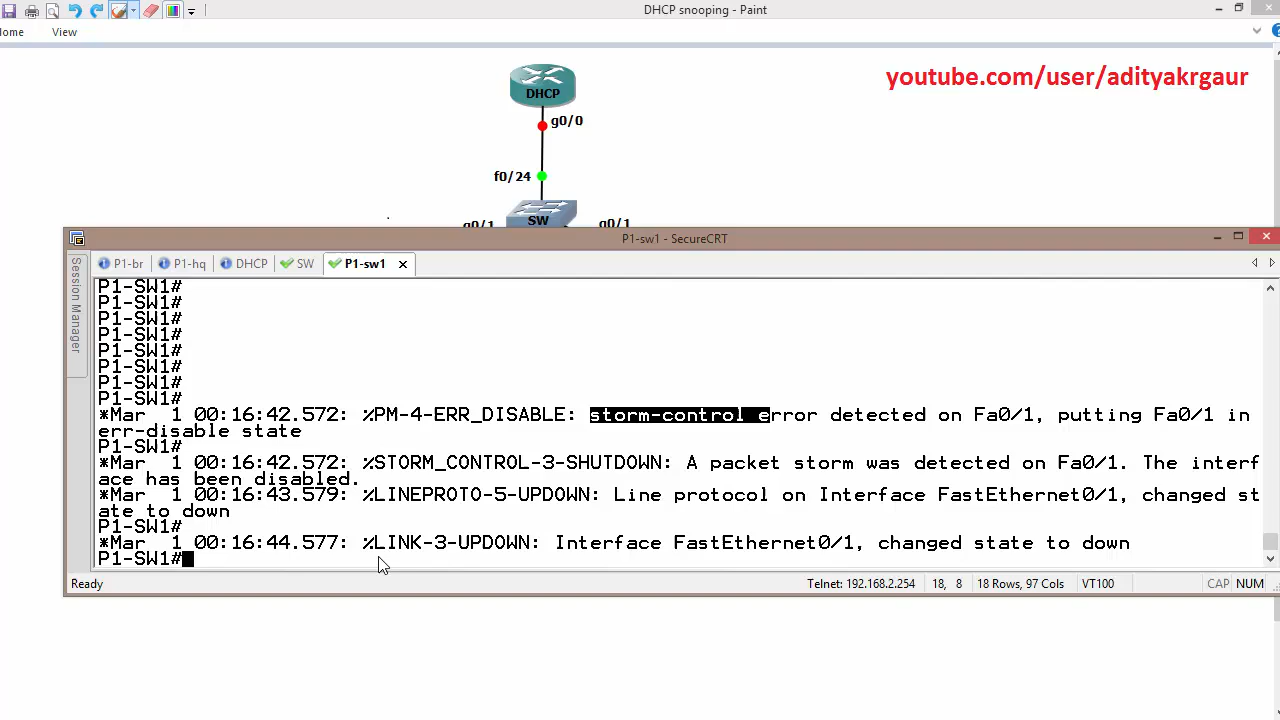 DHCP snooping - Paint
ome View
youtube.com/user/adityakrgaur
DHCP
g0/0
f0/24
g0/1 SW g0/1
P1-sw1 - SecureCRT
Session Manager
P1-br P1-hq DHCP SW P1-sw1
P1-SW1#
P1-SW1#
P1-SW1#
P1-SW1#
P1-SW1#
P1-SW1#
P1-SW1#
P1-SW1#
*Mar 1 00:16:42.572: %PM-4-ERR_DISABLE: storm-control error detected on Fa0/1, putting Fa0/1 in
err-disable state
P1-SW1#
*Mar 1 00:16:42.572: %STORM_CONTROL-3-SHUTDOWN: A packet storm was detected on Fa0/1. The interf
ace has been disabled.
*Mar 1 00:16:43.579: %LINEPROTO-5-UPDOWN: Line protocol on Interface FastEthernet0/1, changed st
ate to down
P1-SW1#
*Mar 1 00:16:44.577: %LINK-3-UPDOWN: Interface FastEthernet0/1, changed state to down
P1-SW1#
Ready Telnet: 192.168.2.254 18, 8 18 Rows, 97 Cols VT100 CAP NUM